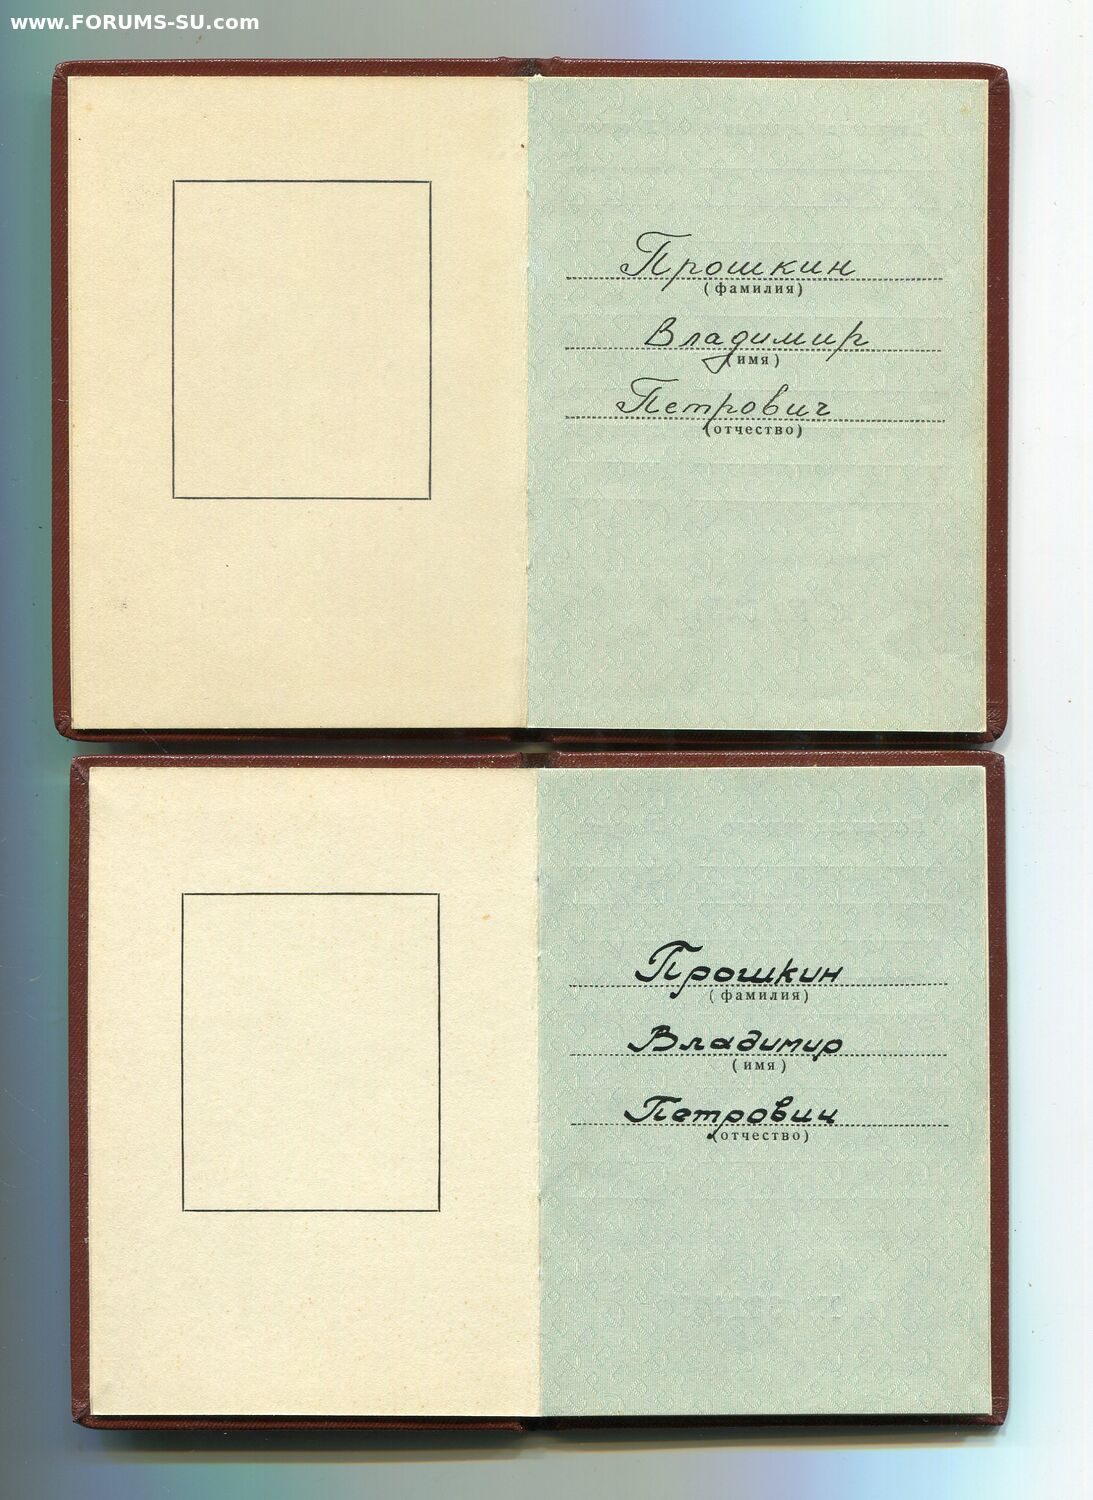 www.FORUMS-SU.com
Прошкин
(фамилия)
Владимир
(имя)
Петрович
(отчество)
Прошкин
(фамилия)
Владимир
(имя)
Петрович
(отчество)